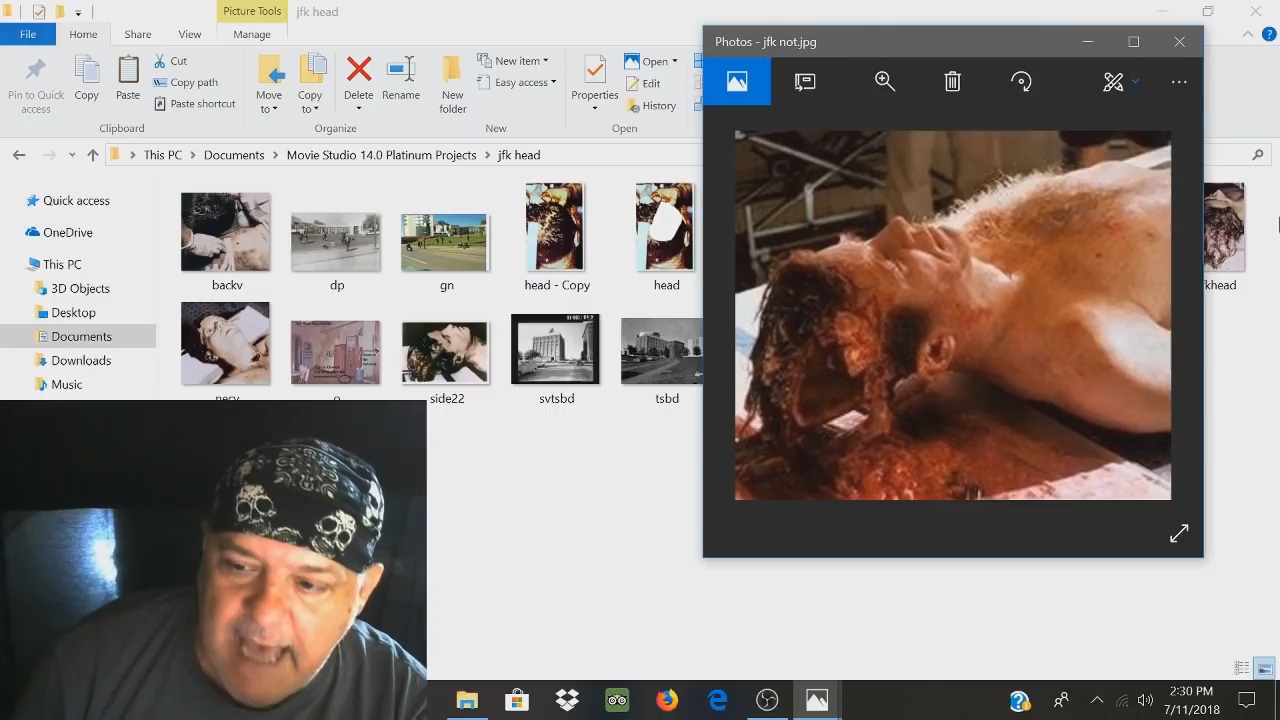 Picture Tools
jfk head
File
Home
Share
View
Manage
Pin to quick access
Copy
Paste
Cut
Copy path
Paste shortcut
Move to
Copy to
Delete
Rename
New folder
New item
Easy access
Properties
Open
Edit
History
Clipboard
Organize
New
Open
This PC
Documents
Movie Studio 14.0 Platinum Projects
jfk head
Photos - jfk not.jpg
Quick access
OneDrive
This PC
3D Objects
Desktop
Documents
Downloads
Music
backv
dp
gn
head - Copy
head
side22
svtsbd
tsbd
2:30 PM
7/11/2018